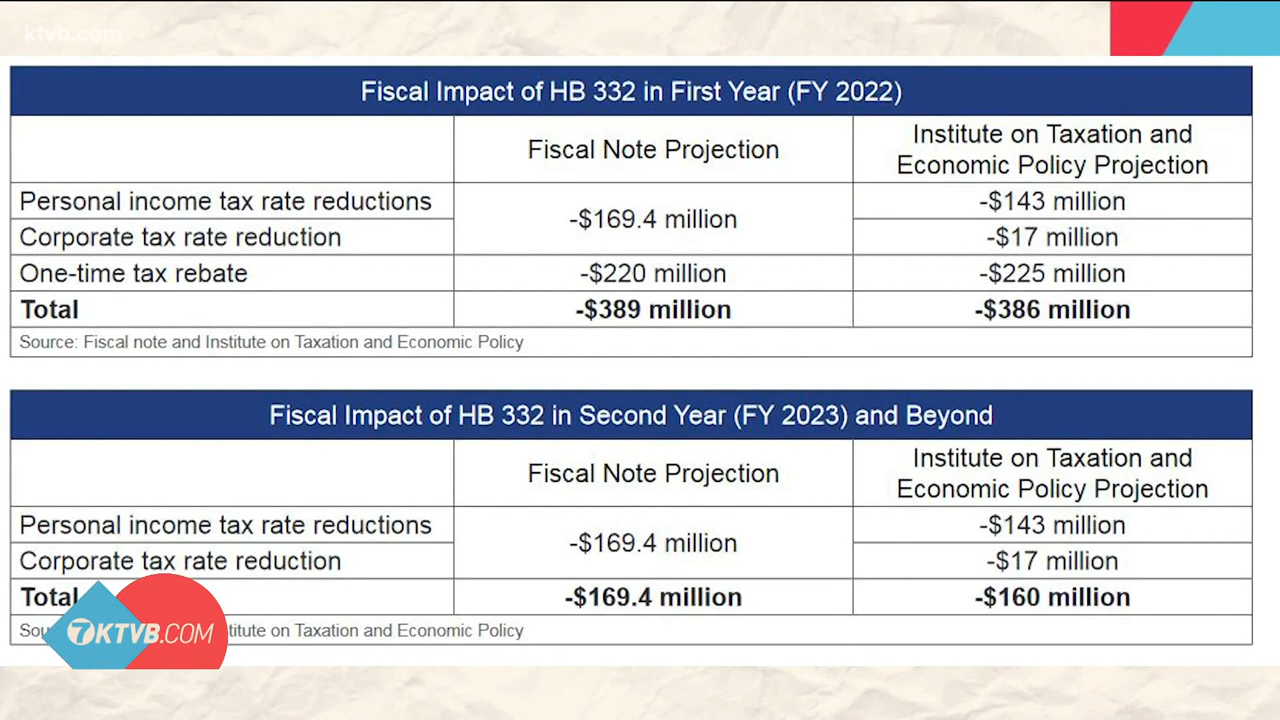 ktvb.com
Fiscal Impact of HB 332 in First Year (FY 2022)
Fiscal Note Projection
Institute on Taxation and
Economic Policy Projection
Personal income tax rate reductions
-$169.4 million
-$143 million
Corporate tax rate reduction
-$17 million
One-time tax rebate
-$220 million
-$225 million
Total
-$389 million
-$386 million
Source: Fiscal note and Institute on Taxation and Economic Policy
Fiscal Impact of HB 332 in Second Year (FY 2023) and Beyond
Fiscal Note Projection
Institute on Taxation and
Economic Policy Projection
Personal income tax rate reductions
-$169.4 million
-$143 million
Corporate tax rate reduction
-$17 million
Total
-$169.4 million
-$160 million
on Taxation and Economic Policy
7KTVB.COM